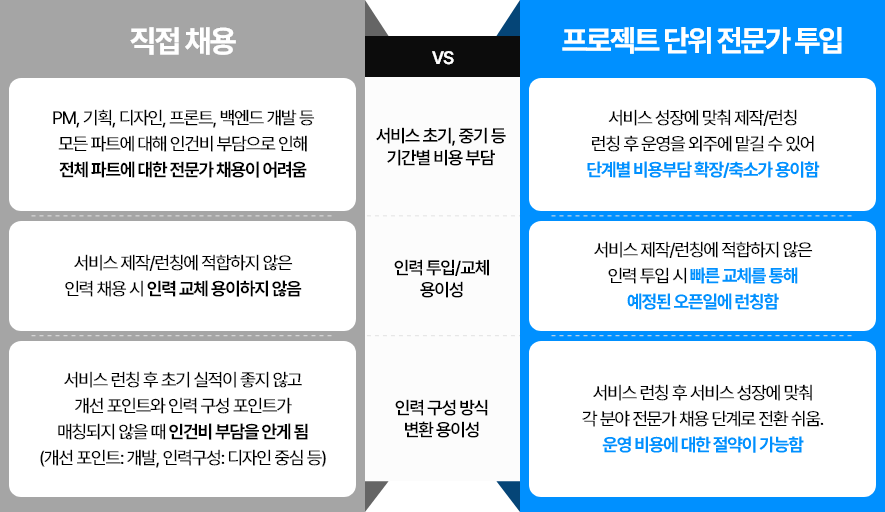 직접 채용
VS
프로젝트 단위 전문가 투입
PM, 기획, 디자인, 프론트, 백엔드 개발 등
모든 파트에 대해 인건비 부담으로 인해
전체 파트에 대한 전문가 채용이 어려움
서비스 초기, 중기 등
기간별 비용 부담
서비스 성장에 맞춰 제작/런칭
런칭 후 운영을 외주에 맡길 수 있어
단계별 비용부담 확장/축소가 용이함
서비스 제작/런칭에 적합하지 않은
인력 채용 시 인력 교체 용이하지 않음
인력 투입/교체
용이성
서비스 제작/런칭에 적합하지 않은
인력 투입 시 빠른 교체를 통해
예정된 오픈일에 런칭함
서비스 런칭 후 초기 실적이 좋지 않고
개선 포인트와 인력 구성 포인트가
매칭되지 않을 때 인건비 부담을 안게 됨
(개선 포인트: 개발, 인력구성: 디자인 중심 등)
인력 구성 방식
변환 용이성
서비스 런칭 후 서비스 성장에 맞춰
각 분야 전문가 채용 단계로 전환 쉬움.
운영 비용에 대한 절약이 가능함